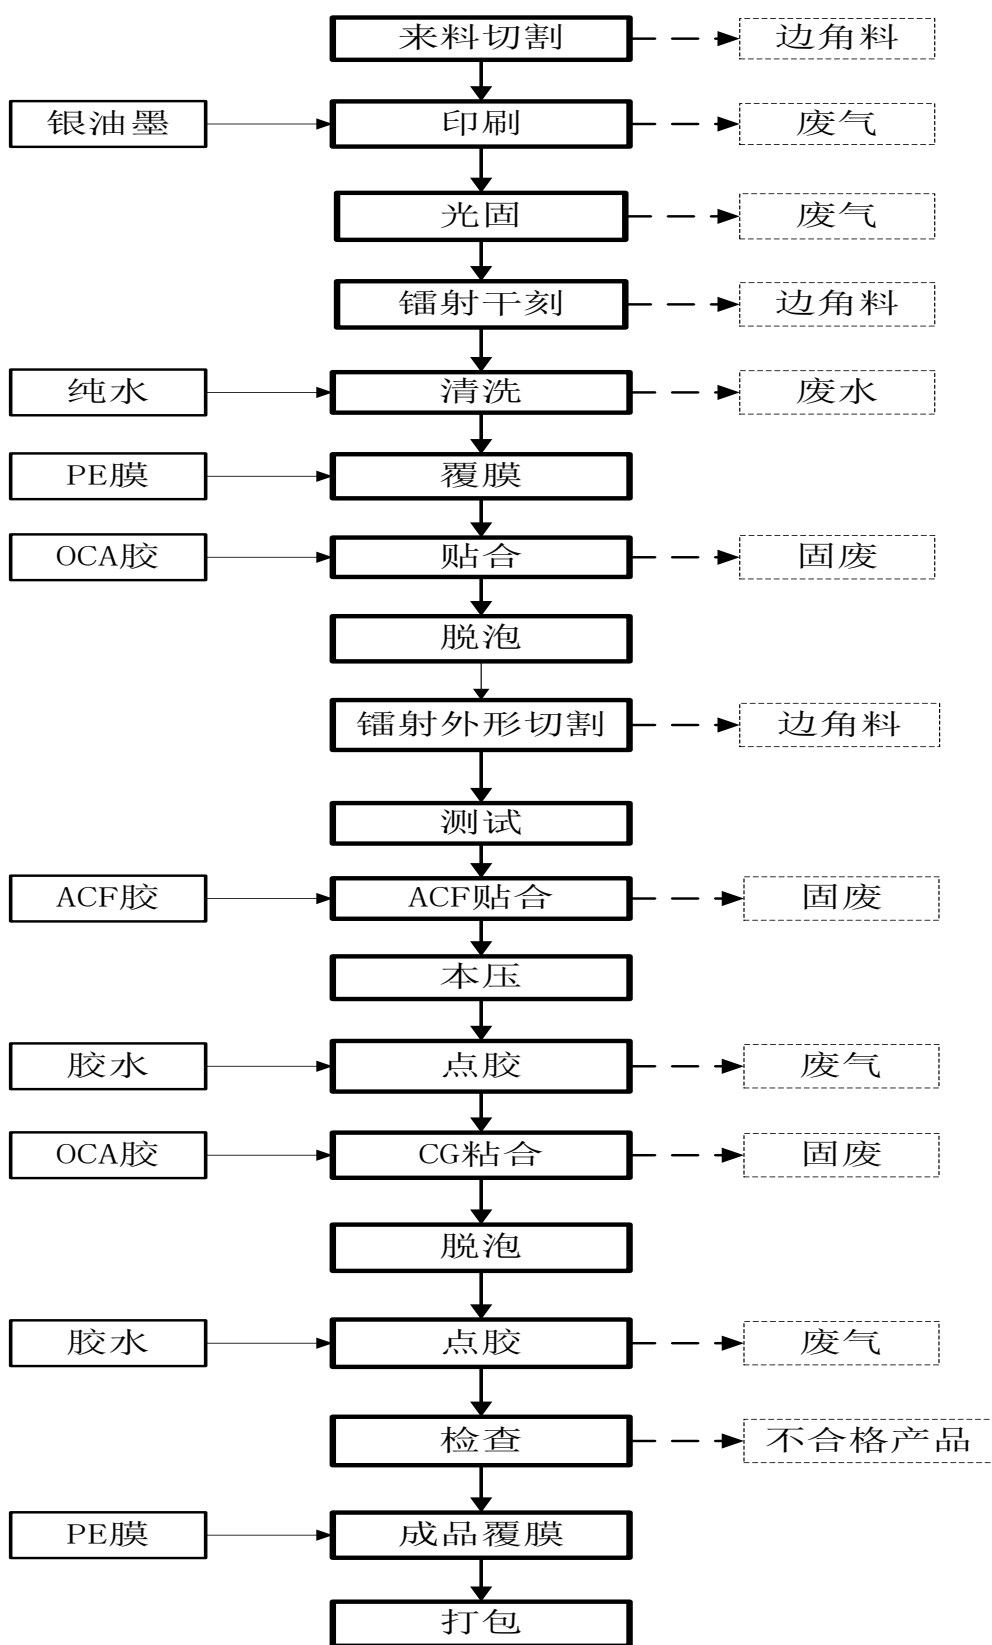 来料切割 边角料
银油墨 印刷 废气
光固 废气
镭射干刻 边角料
纯水 清洗 废水
PE膜 覆膜
OCA胶 贴合 固废
脱泡
镭射外形切割 边角料
测试
ACF胶 ACF贴合 固废
本压
胶水 点胶 废气
OCA胶 CG粘合 固废
脱泡
胶水 点胶 废气
检查 不合格产品
PE膜 成品覆膜
打包